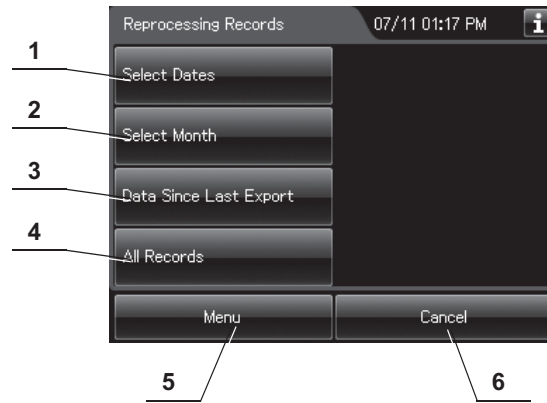 Reprocessing Records 07/11 01:17 PM i
1
Select Dates
2
Select Month
3
Data Since Last Export
4
All Records
Menu Cancel
5 6